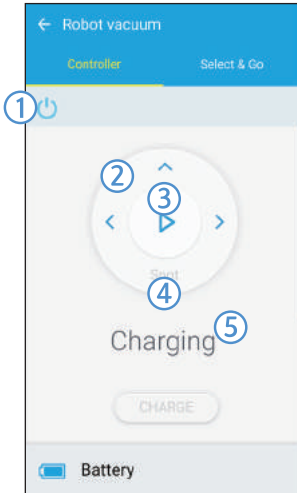 ← Robot vacuum
Controller Select & Go
①
②
③
Spot
④
Charging ⑤
CHARGE
Battery